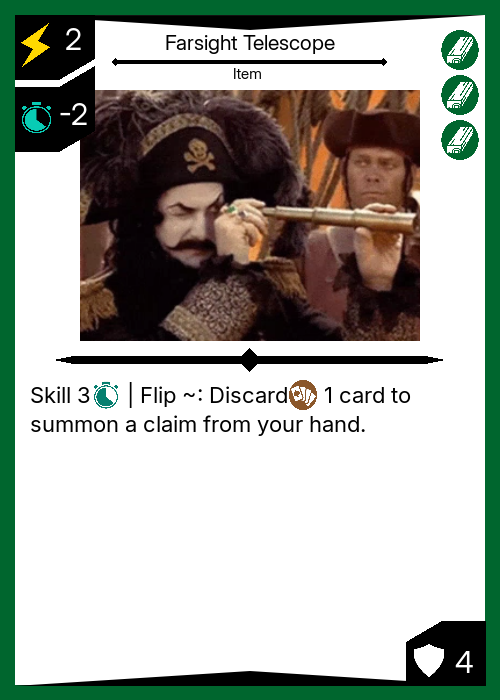 2
Farsight Telescope
Item
-2
Skill 3 | Flip ~: Discard 1 card to
summon a claim from your hand.
4